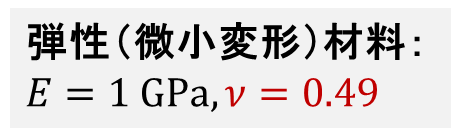 弾性（微小変形）材料：
E = 1 GPa, ν = 0.49